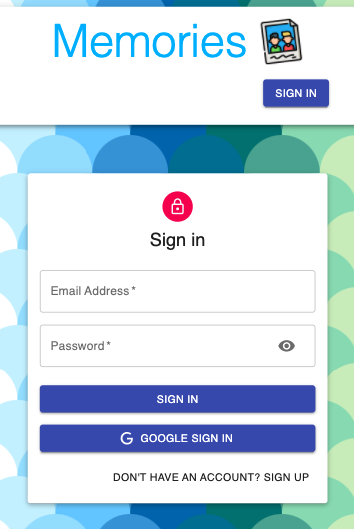 Memories
SIGN IN
Sign in
Email Address *
Password *
SIGN IN
G GOOGLE SIGN IN
DON'T HAVE AN ACCOUNT? SIGN UP